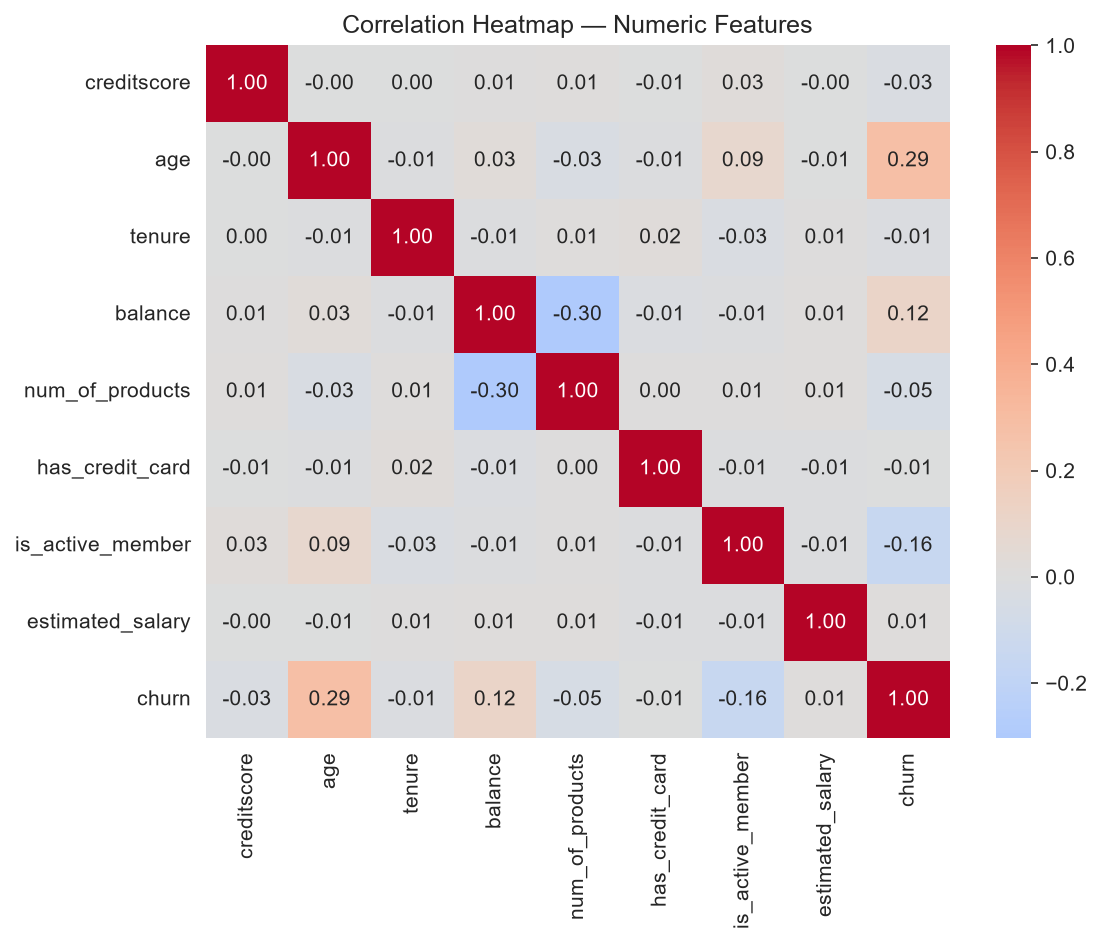 Correlation Heatmap — Numeric Features
creditscore 1.00 -0.00 0.00 0.01 0.01 -0.01 0.03 -0.00 -0.03
age -0.00 1.00 -0.01 0.03 -0.03 -0.01 0.09 -0.01 0.29
tenure 0.00 -0.01 1.00 -0.01 0.01 0.02 -0.03 0.01 -0.01
balance 0.01 0.03 -0.01 1.00 -0.30 -0.01 -0.01 0.01 0.12
num_of_products 0.01 -0.03 0.01 -0.30 1.00 0.00 0.01 0.01 -0.05
has_credit_card -0.01 -0.01 0.02 -0.01 0.00 1.00 -0.01 -0.01 -0.01
is_active_member 0.03 0.09 -0.03 -0.01 0.01 -0.01 1.00 -0.01 -0.16
estimated_salary -0.00 -0.01 0.01 0.01 0.01 -0.01 -0.01 1.00 0.01
churn -0.03 0.29 -0.01 0.12 -0.05 -0.01 -0.16 0.01 1.00
creditscore
age
tenure
balance
num_of_products
has_credit_card
is_active_member
estimated_salary
churn
1.0
0.8
0.6
0.4
0.2
0.0
−0.2